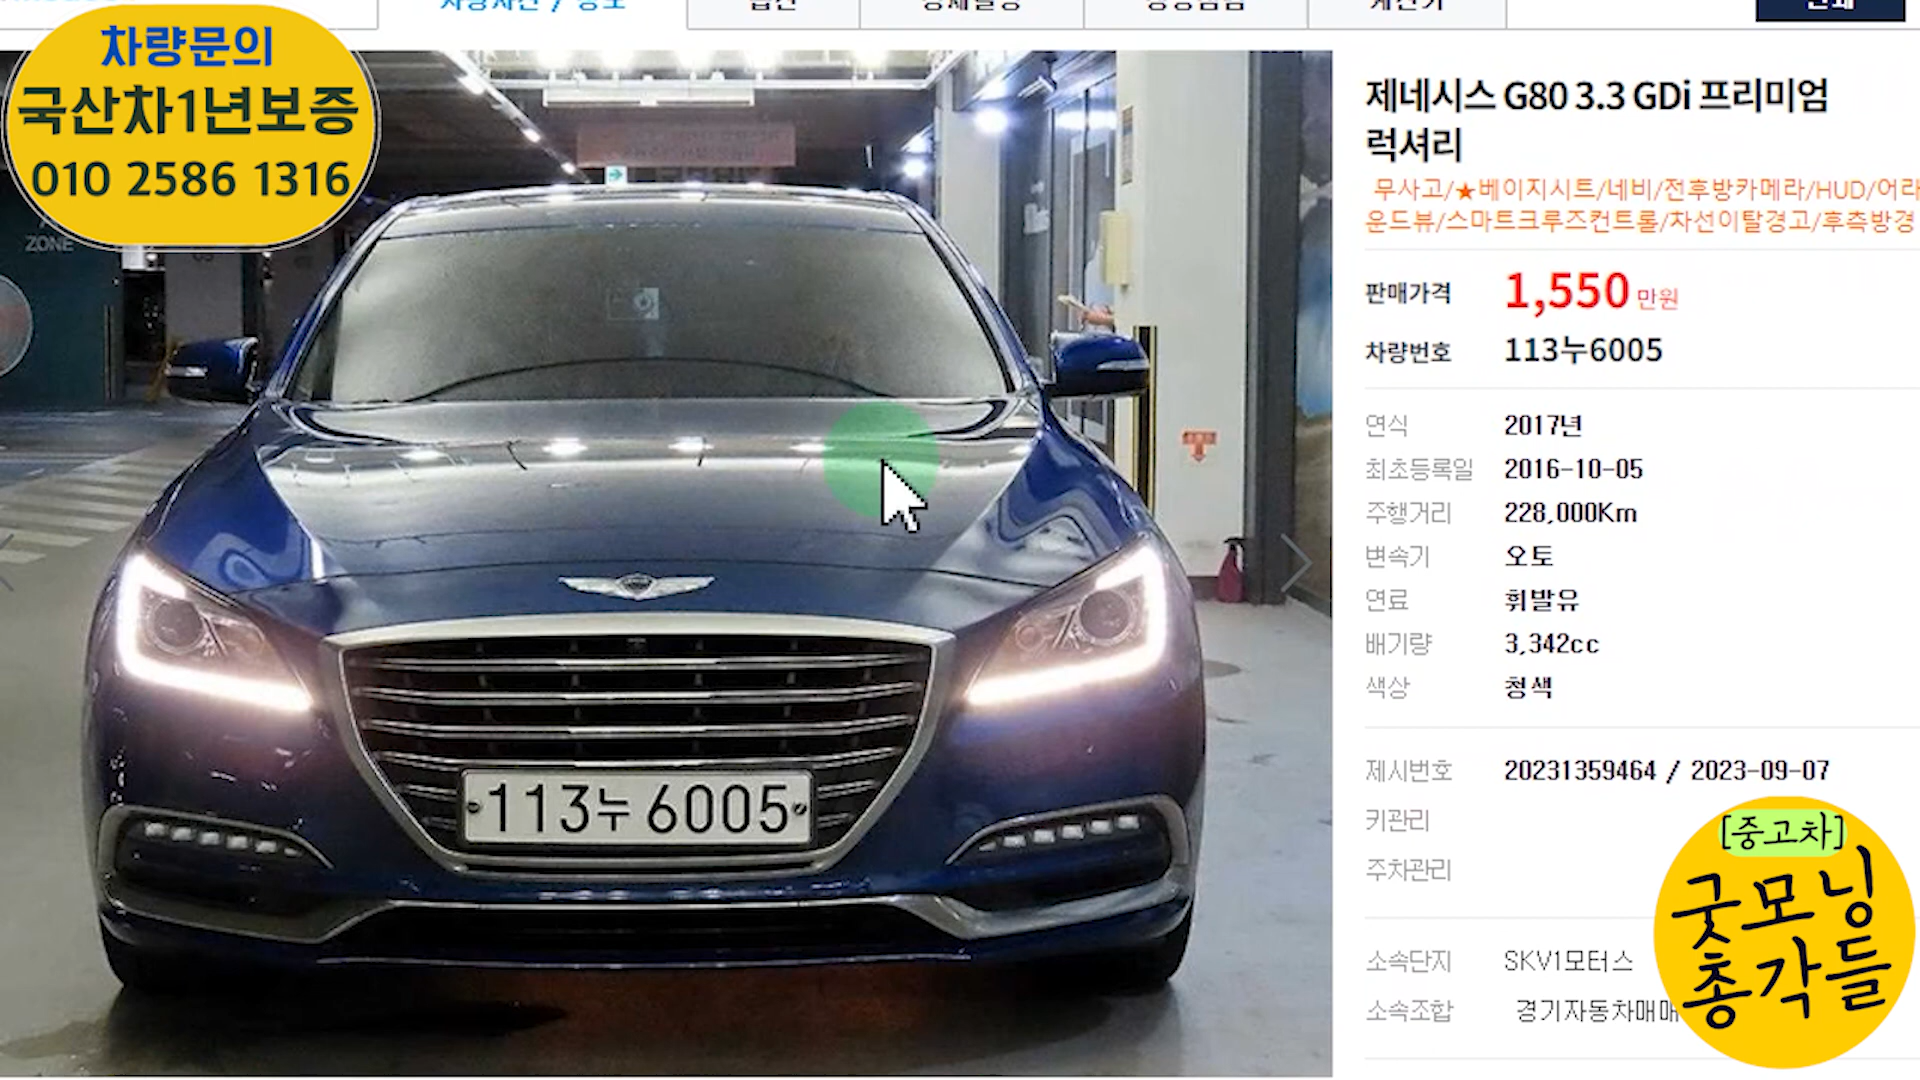 차량사진 / 정보
차량문의
국산차1년보증
010 2586 1316
ZONE
113누 6005
제네시스 G80 3.3 GDi 프리미엄
럭셔리
무사고/★베이지시트/네비/전후방카메라/HUD/어라
운드뷰/스마트크루즈컨트롤/차선이탈경고/후측방경
판매가격 1,550 만원
차량번호 113누6005
연식 2017년
최초등록일 2016-10-05
주행거리 228,000Km
변속기 오토
연료 휘발유
배기량 3,342cc
색상 청색
제시번호 20231359464 / 2023-09-07
키관리
주차관리
소속단지 SKV1모터스
소속조합 경기자동차매매
[중고차]
굿모닝
총각들